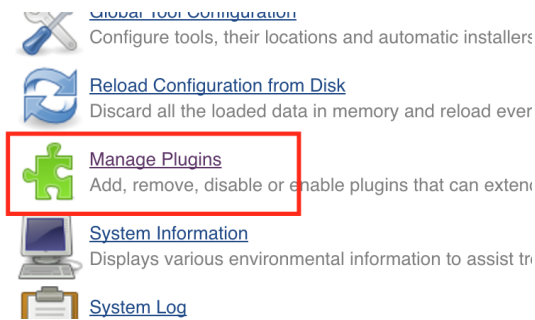 Global Tool Configuration
Configure tools, their locations and automatic installers
Reload Configuration from Disk
Discard all the loaded data in memory and reload ever
Manage Plugins
Add, remove, disable or enable plugins that can exten
System Information
Displays various environmental information to assist tr
System Log